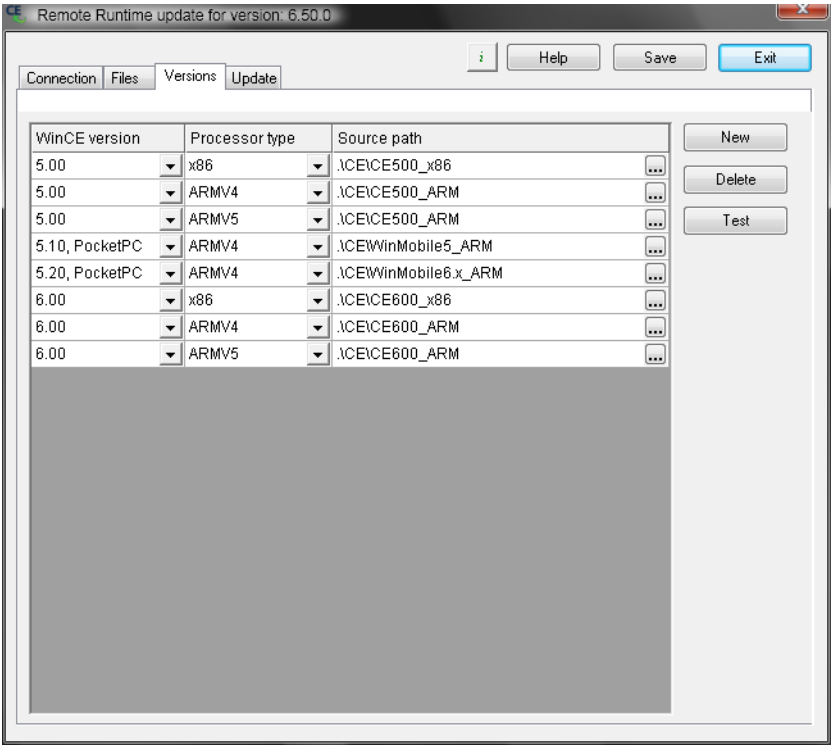 CE Remote Runtime update for version: 6.50.0
i Help Save Exit
Connection Files Versions Update
WinCE version Processor type Source path New
5.00 x86 .\CE\CE500_x86 ...
Delete
5.00 ARMV4 .\CE\CE500_ARM ...
5.00 ARMV5 .\CE\CE500_ARM ... Test
5.10, PocketPC ARMV4 .\CE\WinMobile5_ARM ...
5.20, PocketPC ARMV4 .\CE\WinMobile6.x_ARM ...
6.00 x86 .\CE\CE600_x86 ...
6.00 ARMV4 .\CE\CE600_ARM ...
6.00 ARMV5 .\CE\CE600_ARM ...